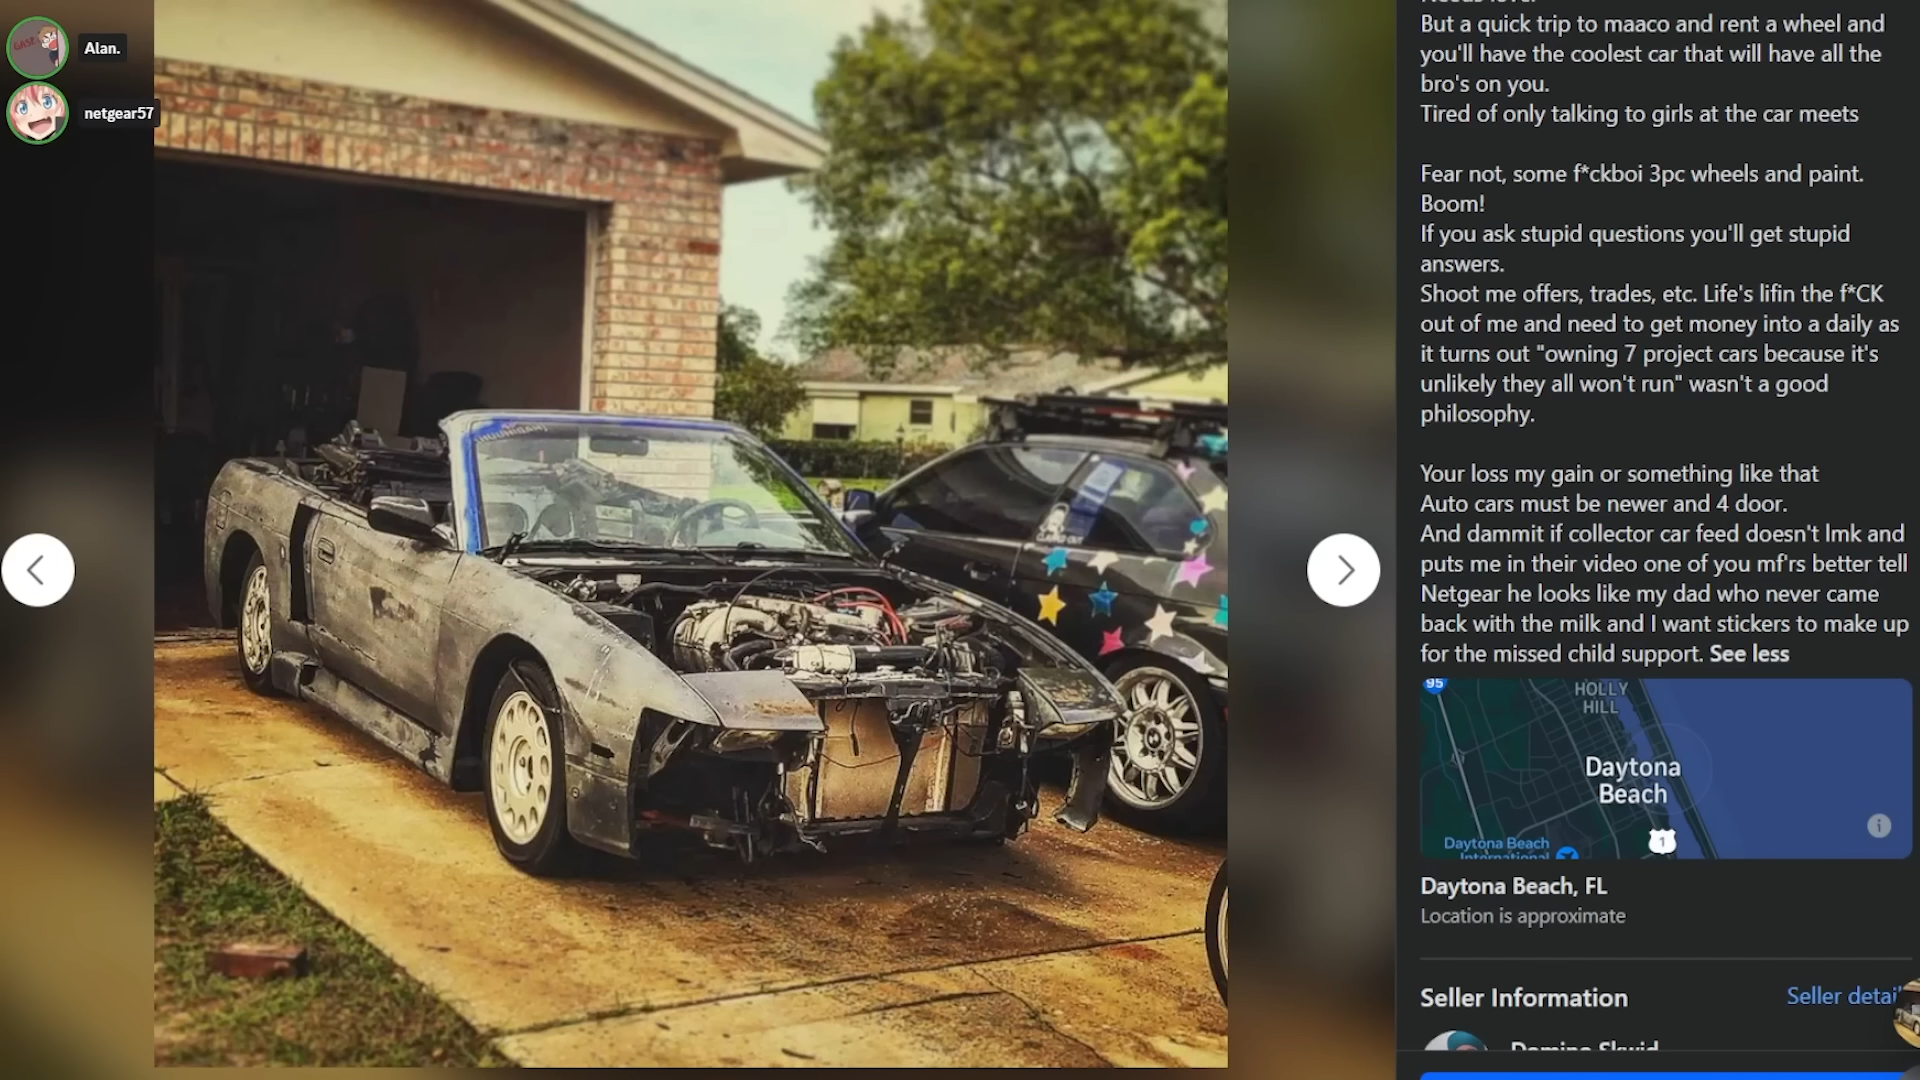 Alan.
netgear57
But a quick trip to maaco and rent a wheel and
you'll have the coolest car that will have all the
bro's on you.
Tired of only talking to girls at the car meets
Fear not, some f*ckboi 3pc wheels and paint.
Boom!
If you ask stupid questions you'll get stupid
answers.
Shoot me offers, trades, etc. Life's lifin the f*CK
out of me and need to get money into a daily as
it turns out "owning 7 project cars because it's
unlikely they all won't run" wasn't a good
philosophy.
Your loss my gain or something like that
Auto cars must be newer and 4 door.
And dammit if collector car feed doesn't lmk and
puts me in their video one of you mf'rs better tell
Netgear he looks like my dad who never came
back with the milk and I want stickers to make up
for the missed child support. See less
95
HOLLY
HILL
Daytona
Beach
1
Daytona Beach
International
Daytona Beach, FL
Location is approximate
Seller Information
Seller detai